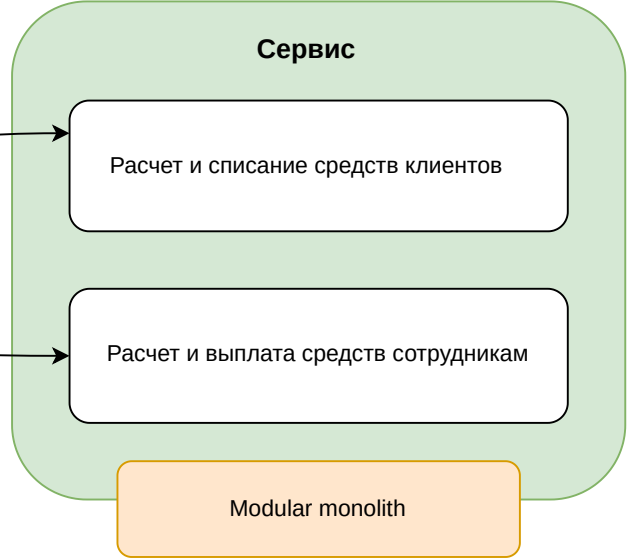 Сервис
Расчет и списание средств клиентов
Расчет и выплата средств сотрудникам
Modular monolith